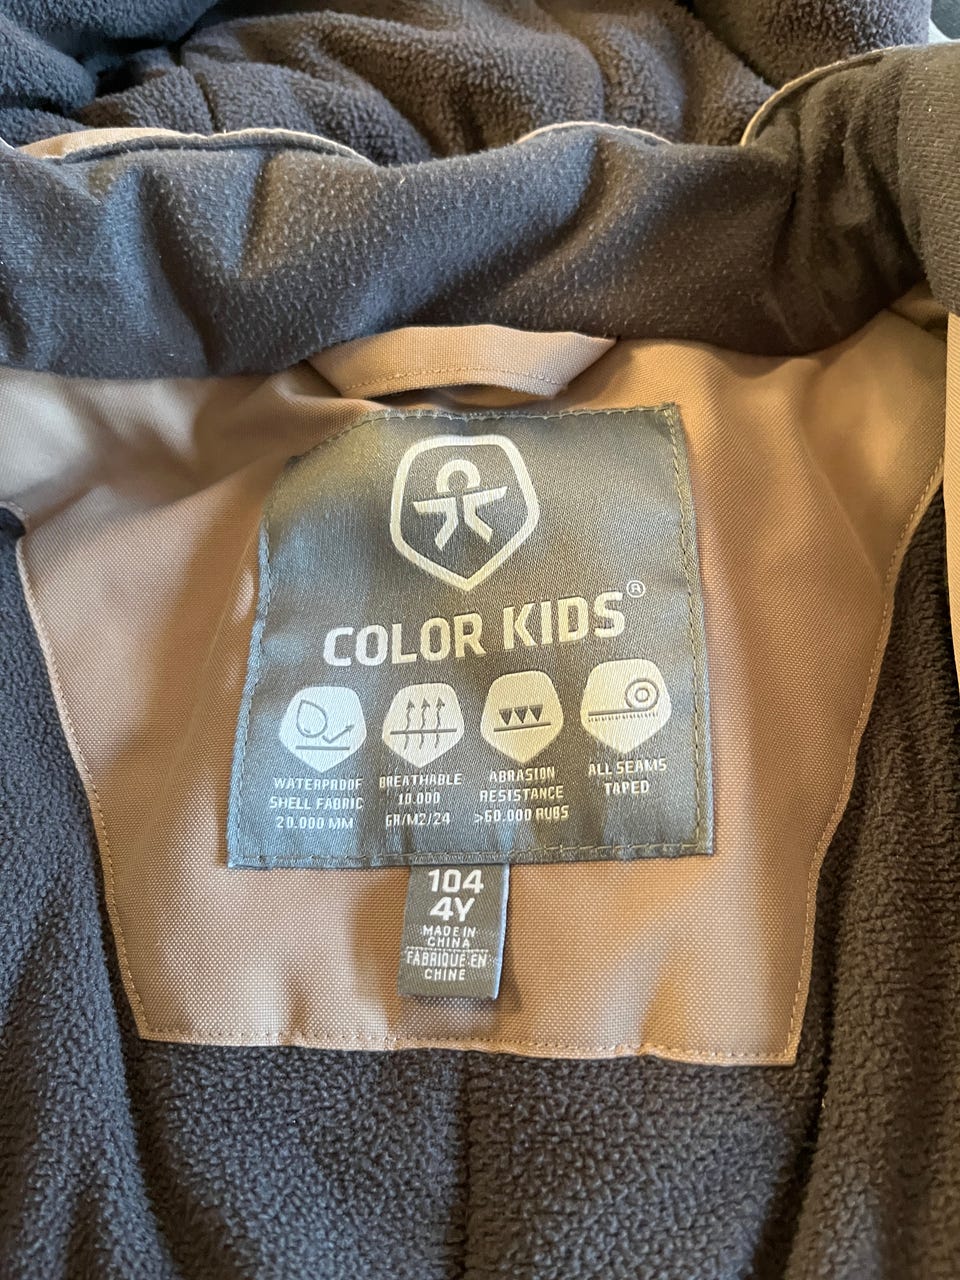 COLOR KIDS®
WATERPROOF
SHELL FABRIC
20.000 MM
BREATHABLE
10.000
GR/M2/24
ABRASION
RESISTANCE
>60.000 RUBS
ALL SEAMS
TAPED
104
4Y
MADE IN
CHINA
FABRIQUE EN
CHINE